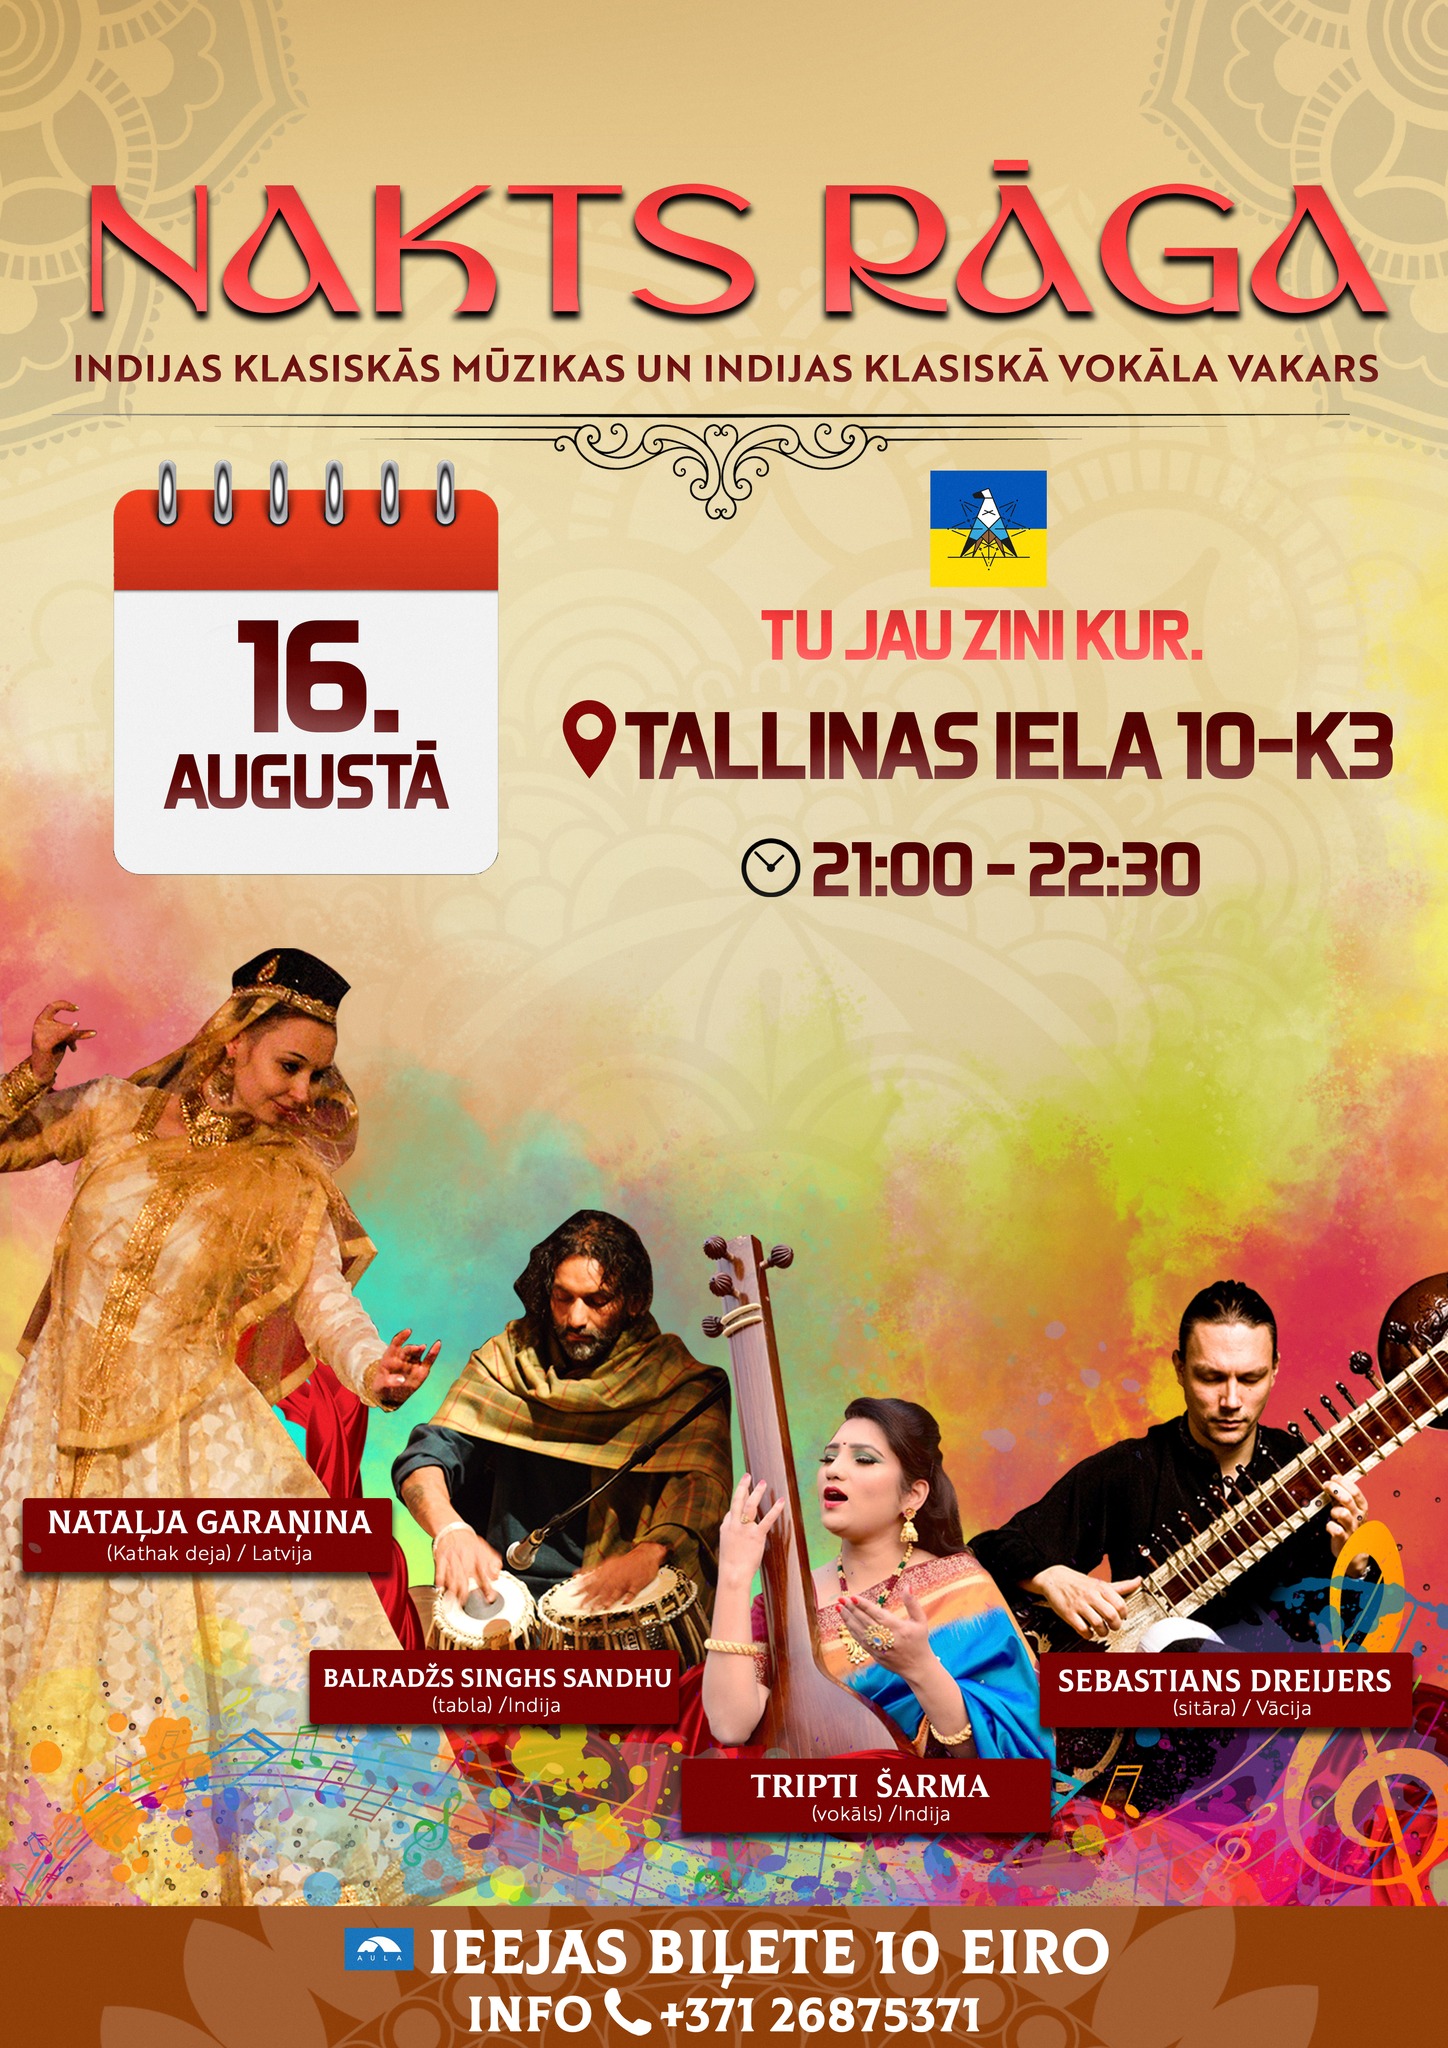 NAKTS RĀGA
INDIJAS KLASISKĀS MŪZIKAS UN INDIJAS KLASISKĀ VOKĀLA VAKARS
16.
AUGUSTĀ
TU JAU ZINI KUR.
TALLINAS IELA 10-K3
21:00 - 22:30
NATAĻJA GARAŅINA
(Kathak deja) / Latvija
BALRADŽS SINGHS SANDHU
(tabla) /Indija
TRIPTI ŠARMA
(vokāls) /Indija
SEBASTIANS DREIJERS
(sitāra) / Vācija
AULA
IEEJAS BIĻETE 10 EIRO
INFO +371 26875371